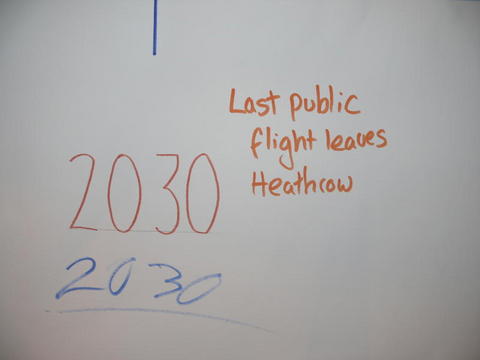 Last public
flight leaves
Heathrow
2030
2030